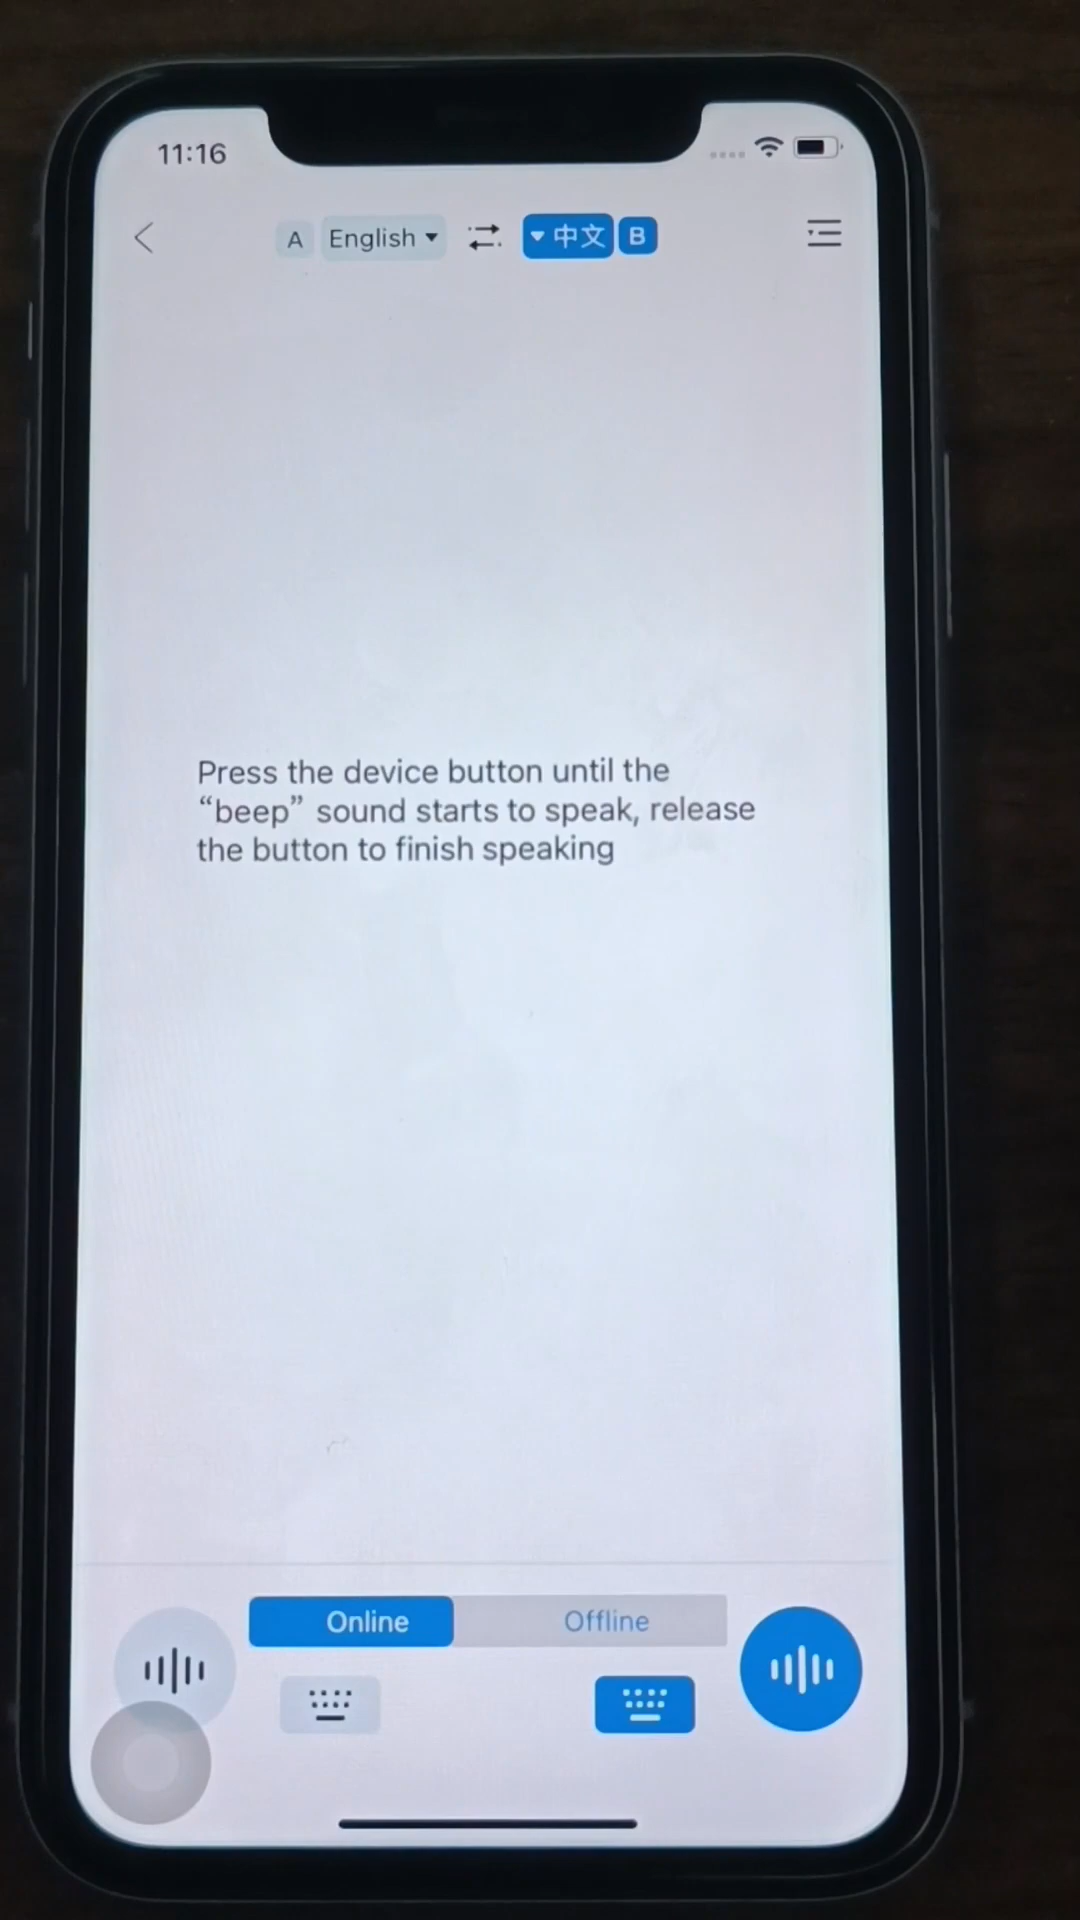 11:16
A English 中文 B
Press the device button until the
“beep” sound starts to speak, release
the button to finish speaking
Online Offline